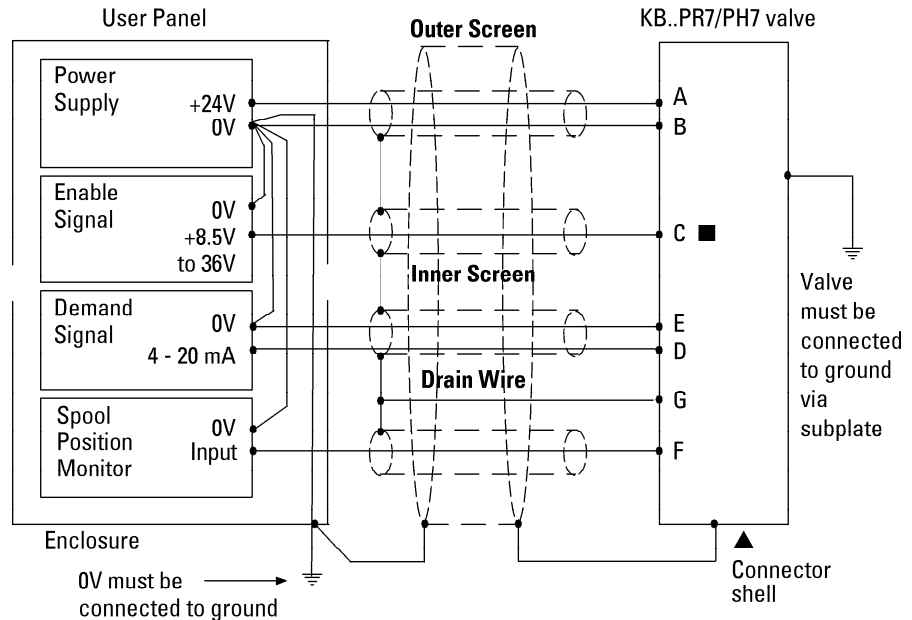 User Panel
Outer Screen
KB..PR7/PH7 valve
Power
Supply
+24V
0V
A
B
Enable
Signal
0V
+8.5V
to 36V
C ■
Inner Screen
Demand
Signal
0V
4 - 20 mA
E
D
Drain Wire
G
Spool
Position
Monitor
0V
Input
F
Valve
must be
connected
to ground
via
subplate
Enclosure
0V must be
connected to ground
▲
Connector
shell